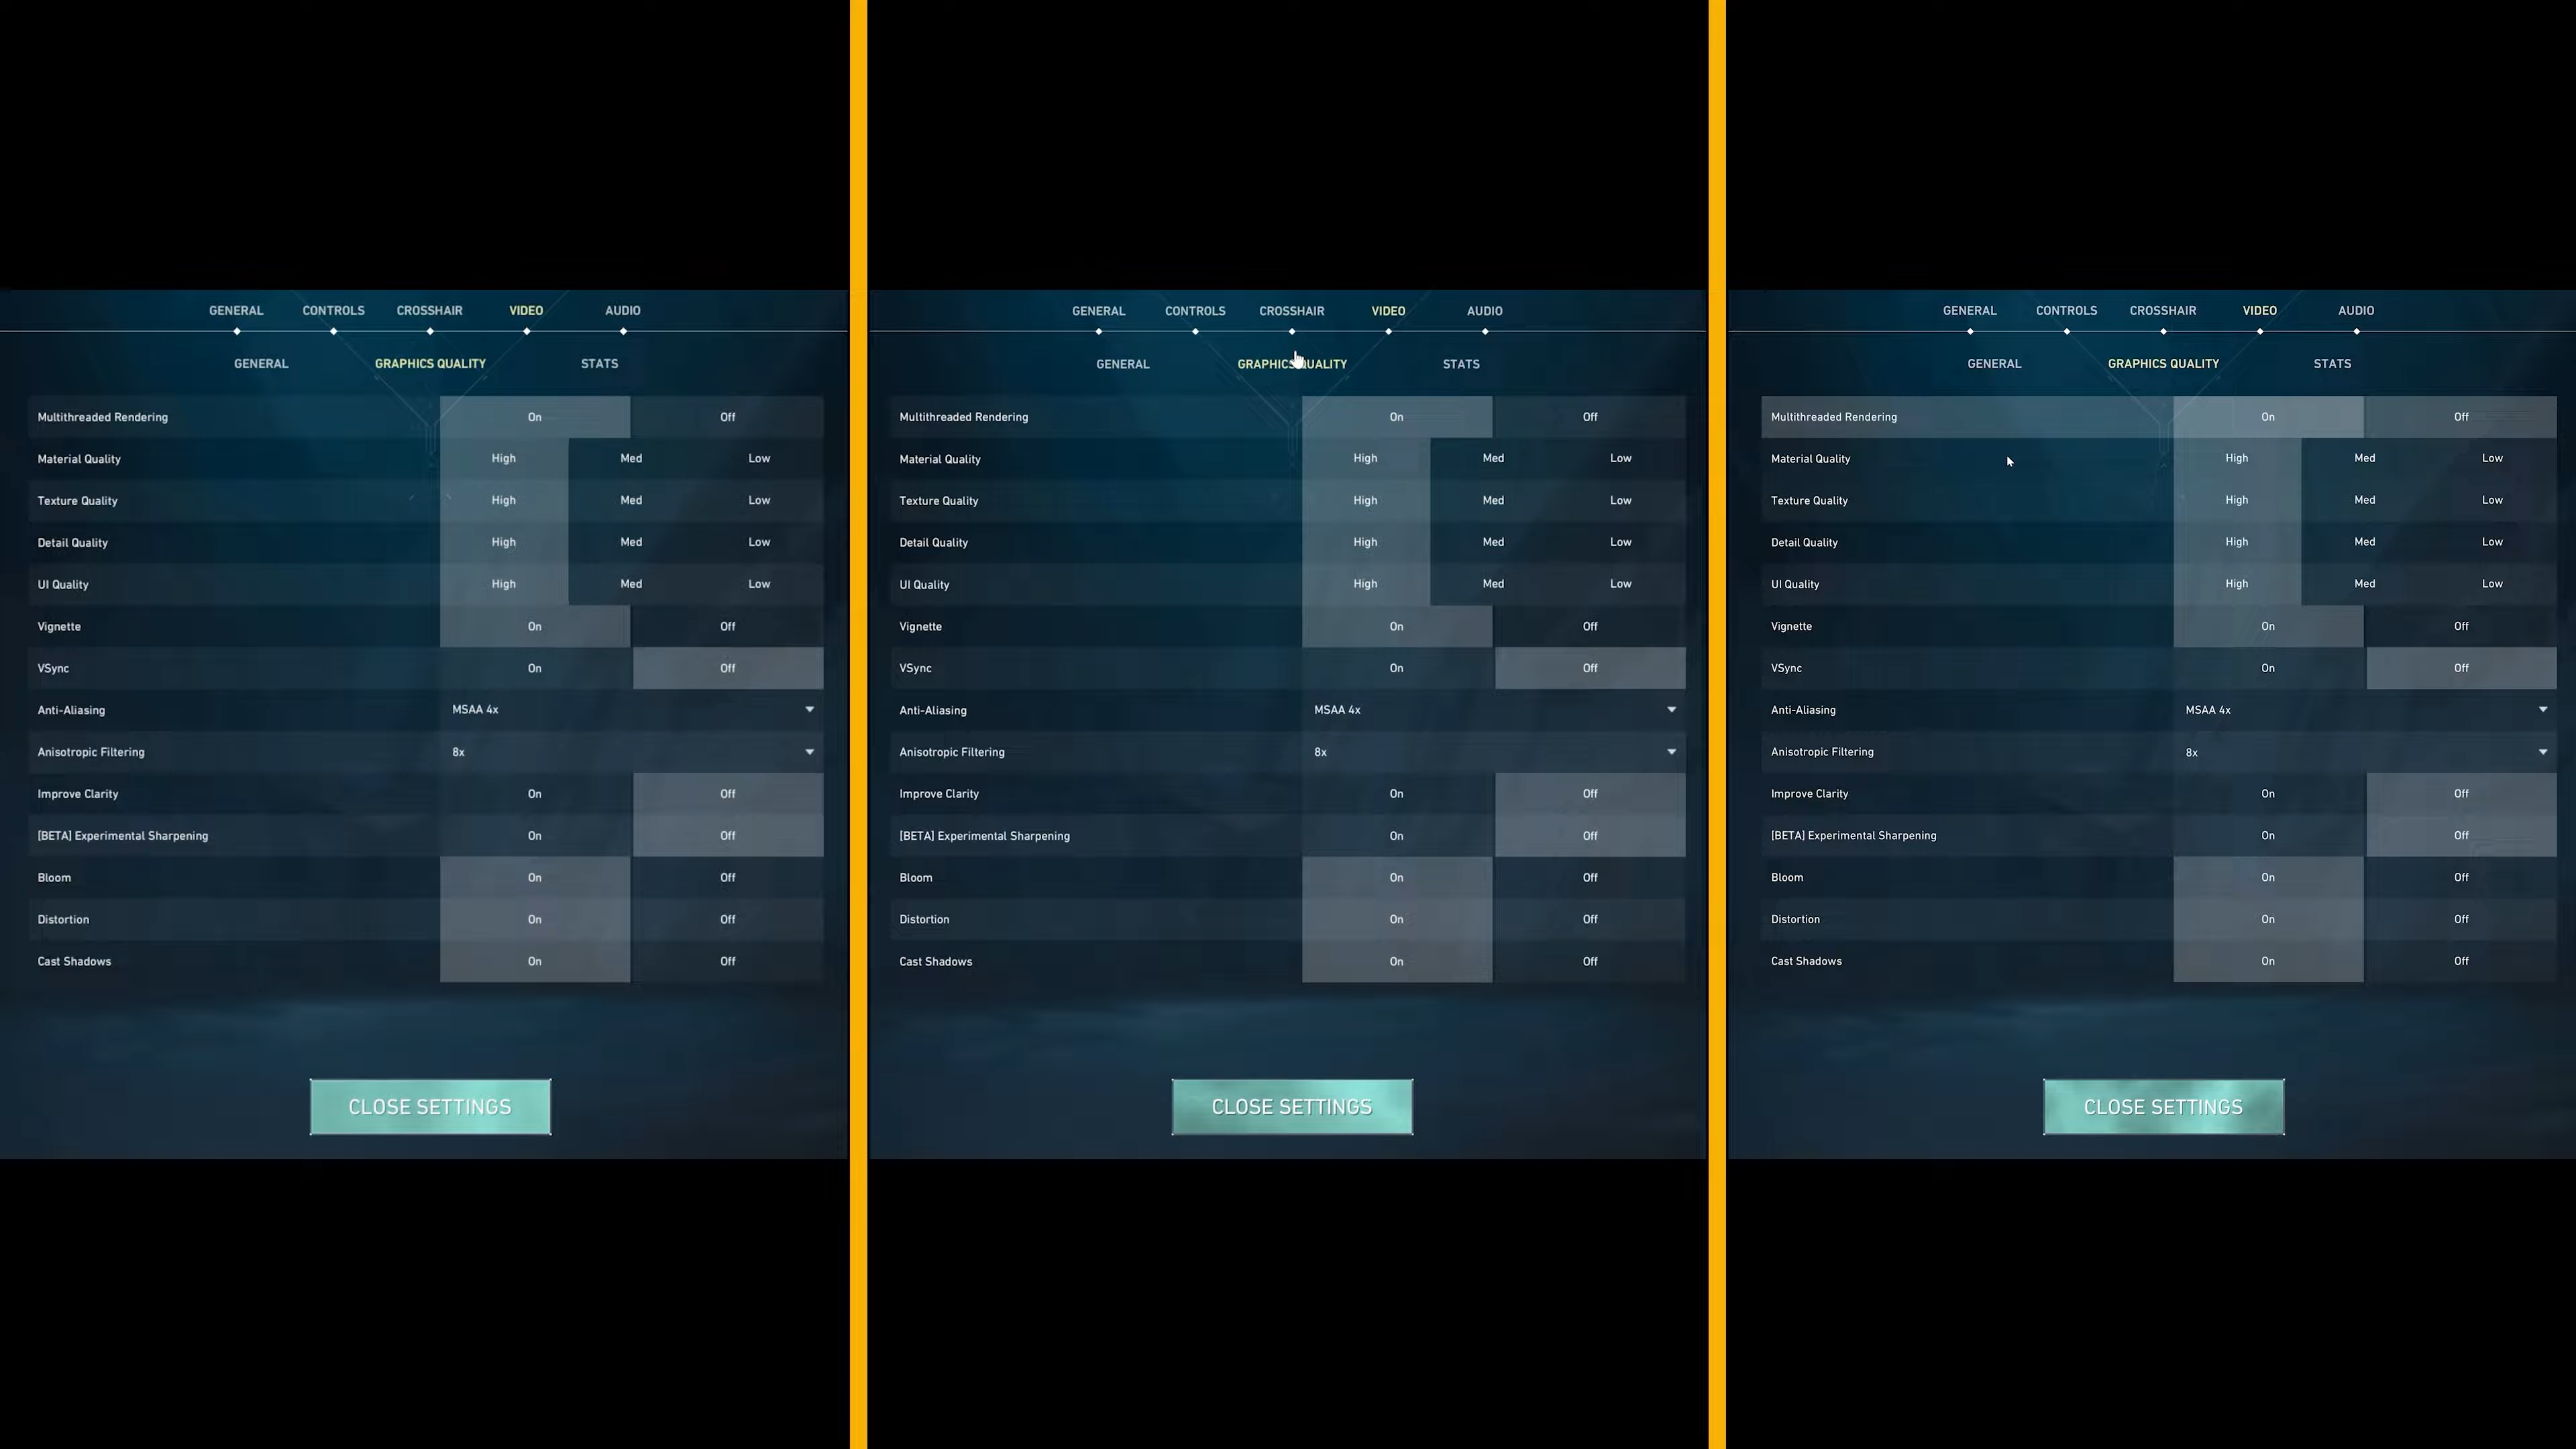 GENERAL CONTROLS CROSSHAIR VIDEO AUDIO
GENERAL GRAPHICS QUALITY STATS
Multithreaded Rendering On Off
Material Quality High Med Low
Texture Quality High Med Low
Detail Quality High Med Low
UI Quality High Med Low
Vignette On Off
VSync On Off
Anti-Aliasing MSAA 4x
Anisotropic Filtering 8x
Improve Clarity On Off
[BETA] Experimental Sharpening On Off
Bloom On Off
Distortion On Off
Cast Shadows On Off
CLOSE SETTINGS
GENERAL CONTROLS CROSSHAIR VIDEO AUDIO
GENERAL GRAPHICS QUALITY STATS
Multithreaded Rendering On Off
Material Quality High Med Low
Texture Quality High Med Low
Detail Quality High Med Low
UI Quality High Med Low
Vignette On Off
VSync On Off
Anti-Aliasing MSAA 4x
Anisotropic Filtering 8x
Improve Clarity On Off
[BETA] Experimental Sharpening On Off
Bloom On Off
Distortion On Off
Cast Shadows On Off
CLOSE SETTINGS
GENERAL CONTROLS CROSSHAIR VIDEO AUDIO
GENERAL GRAPHICS QUALITY STATS
Multithreaded Rendering On Off
Material Quality High Med Low
Texture Quality High Med Low
Detail Quality High Med Low
UI Quality High Med Low
Vignette On Off
VSync On Off
Anti-Aliasing MSAA 4x
Anisotropic Filtering 8x
Improve Clarity On Off
[BETA] Experimental Sharpening On Off
Bloom On Off
Distortion On Off
Cast Shadows On Off
CLOSE SETTINGS